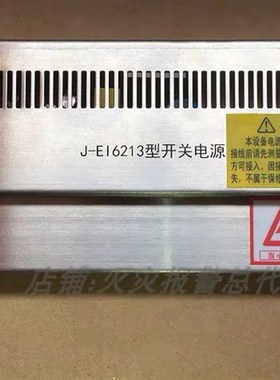 J-EI6213型开关电源
本设备电源
接线前请先测量
方可接入，因接
失，不属于保修
店铺:火灾报警总代
当心